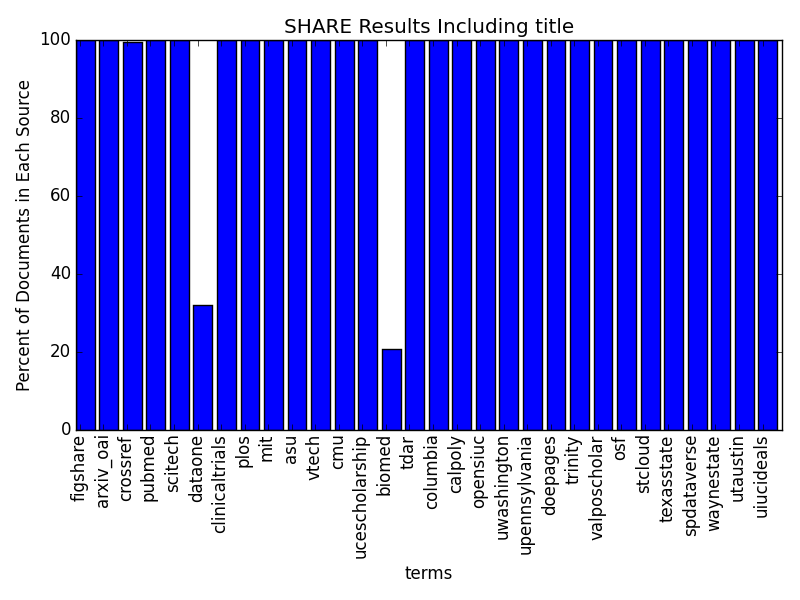 SHARE Results Including title
Percent of Documents in Each Source
100
80
60
40
20
0
figshare
arxiv_oai
crossref
pubmed
scitech
dataone
clinicaltrials
plos
mit
asu
vtech
cmu
ucescholarship
biomed
tdar
columbia
calpoly
opensiuc
uwashington
upennsylvania
doepages
trinity
valposcholar
osf
stcloud
texasstate
spdataverse
waynestate
utaustin
uiucideals
terms